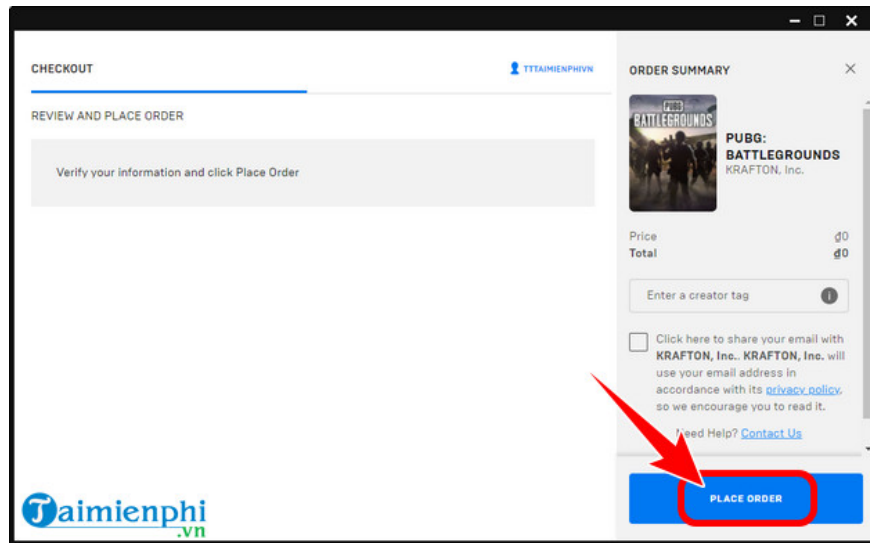 CHECKOUT
TTTAIMIENPHIVN
REVIEW AND PLACE ORDER
Verify your information and click Place Order
ORDER SUMMARY
PUBG
BATTLEGROUNDS
PUBG:
BATTLEGROUNDS
KRAFTON, Inc.
Price ₫0
Total ₫0
Enter a creator tag
Click here to share your email with
KRAFTON, Inc.. KRAFTON, Inc. will
use your email address in
accordance with its privacy policy,
so we encourage you to read it.
Need Help? Contact Us
PLACE ORDER
Taimienphi
.vn